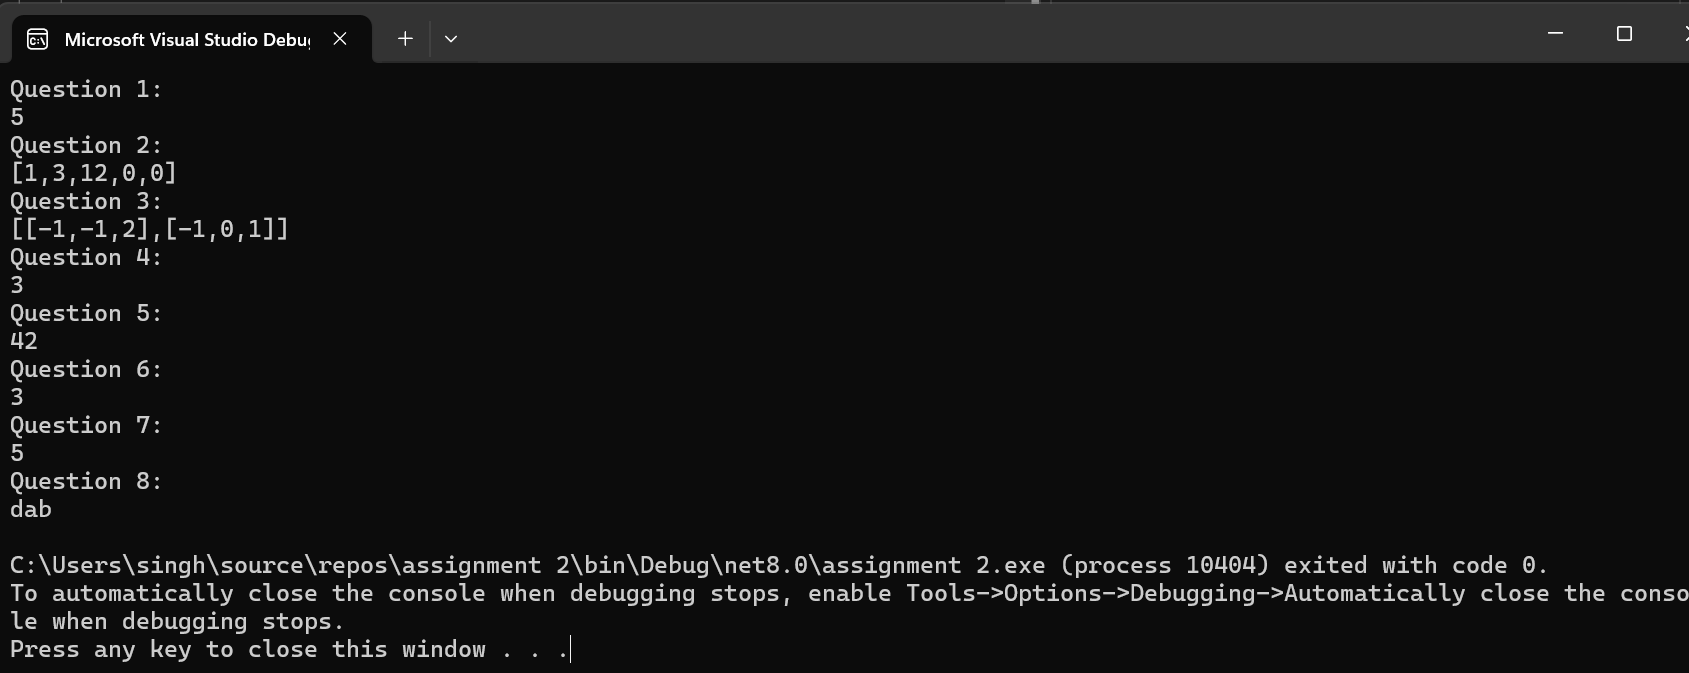 Microsoft Visual Studio Debu
Question 1:
5
Question 2:
[1,3,12,0,0]
Question 3:
[[-1,-1,2],[-1,0,1]]
Question 4:
3
Question 5:
42
Question 6:
3
Question 7:
5
Question 8:
dab
C:\Users\singh\source\repos\assignment 2\bin\Debug\net8.0\assignment 2.exe (process 10404) exited with code 0.
To automatically close the console when debugging stops, enable Tools->Options->Debugging->Automatically close the conso
le when debugging stops.
Press any key to close this window . . .